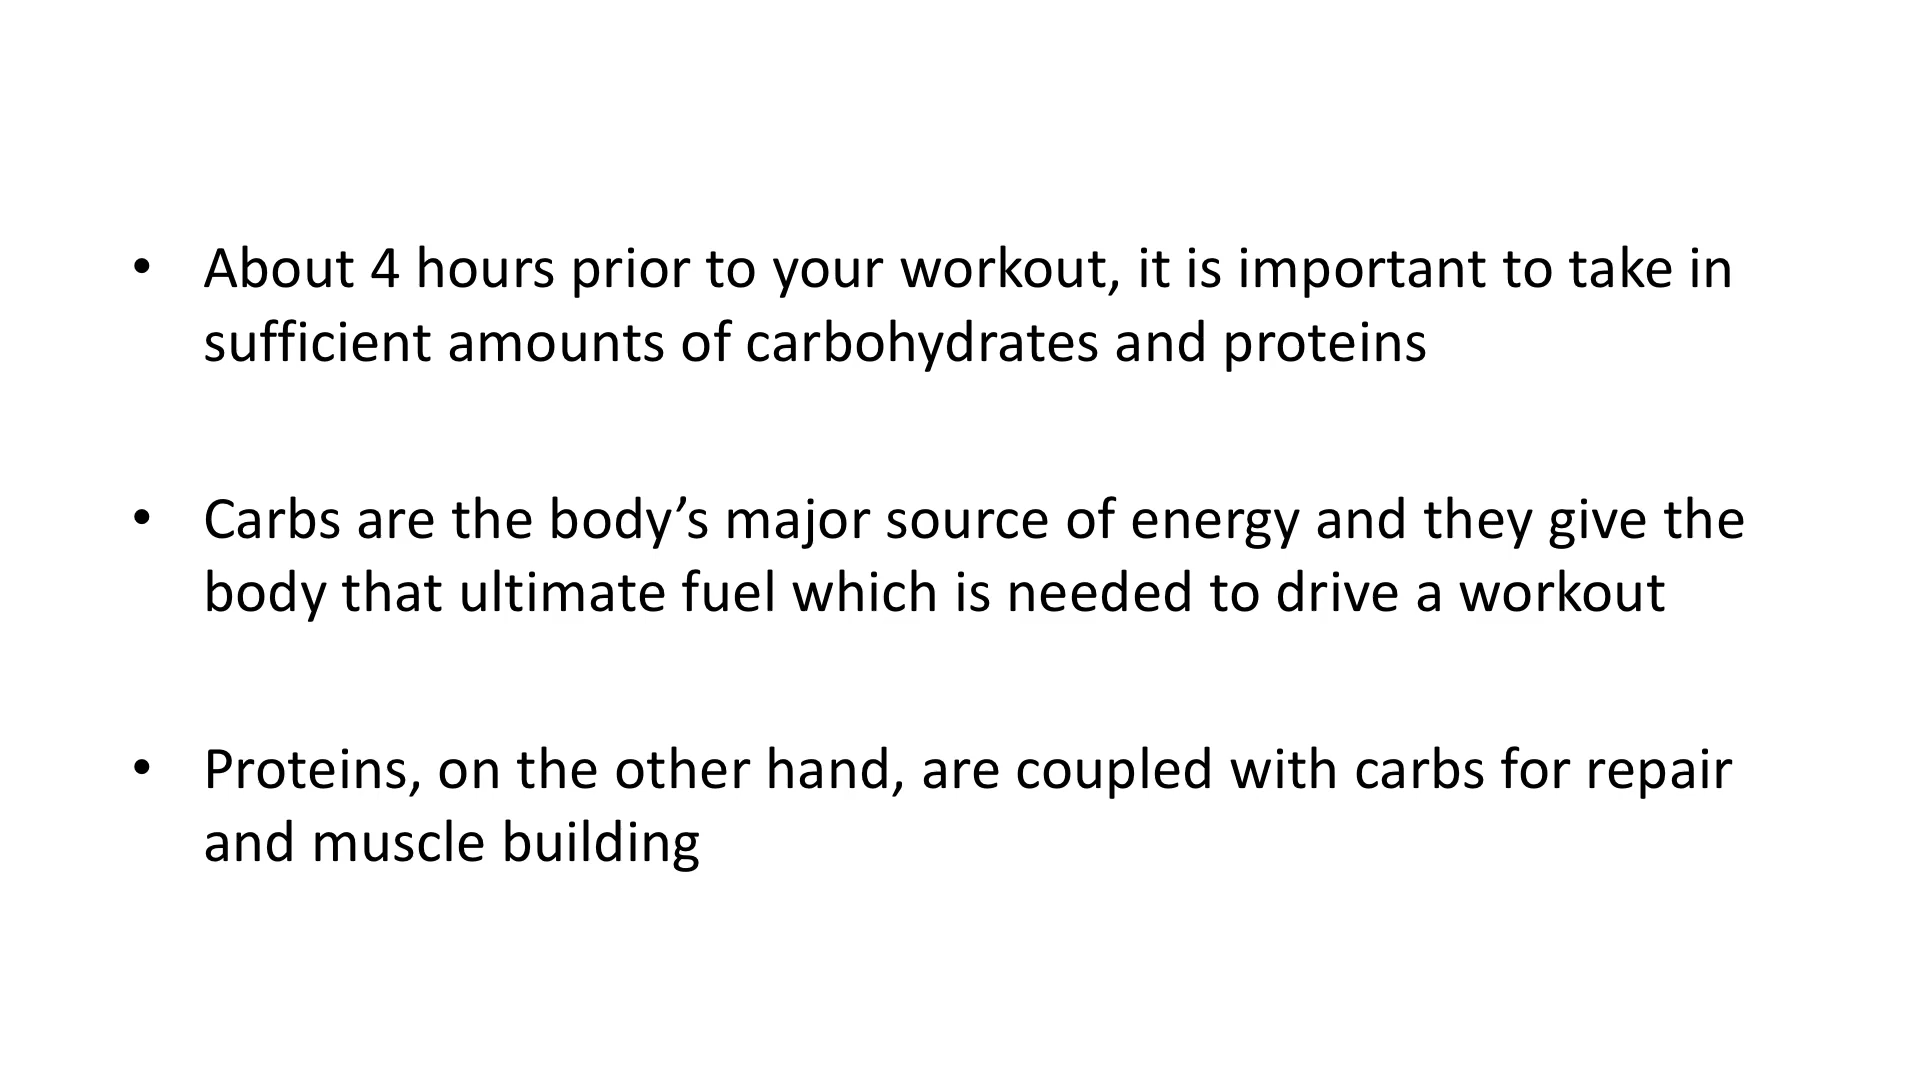 • About 4 hours prior to your workout, it is important to take in
sufficient amounts of carbohydrates and proteins
• Carbs are the body’s major source of energy and they give the
body that ultimate fuel which is needed to drive a workout
• Proteins, on the other hand, are coupled with carbs for repair
and muscle building